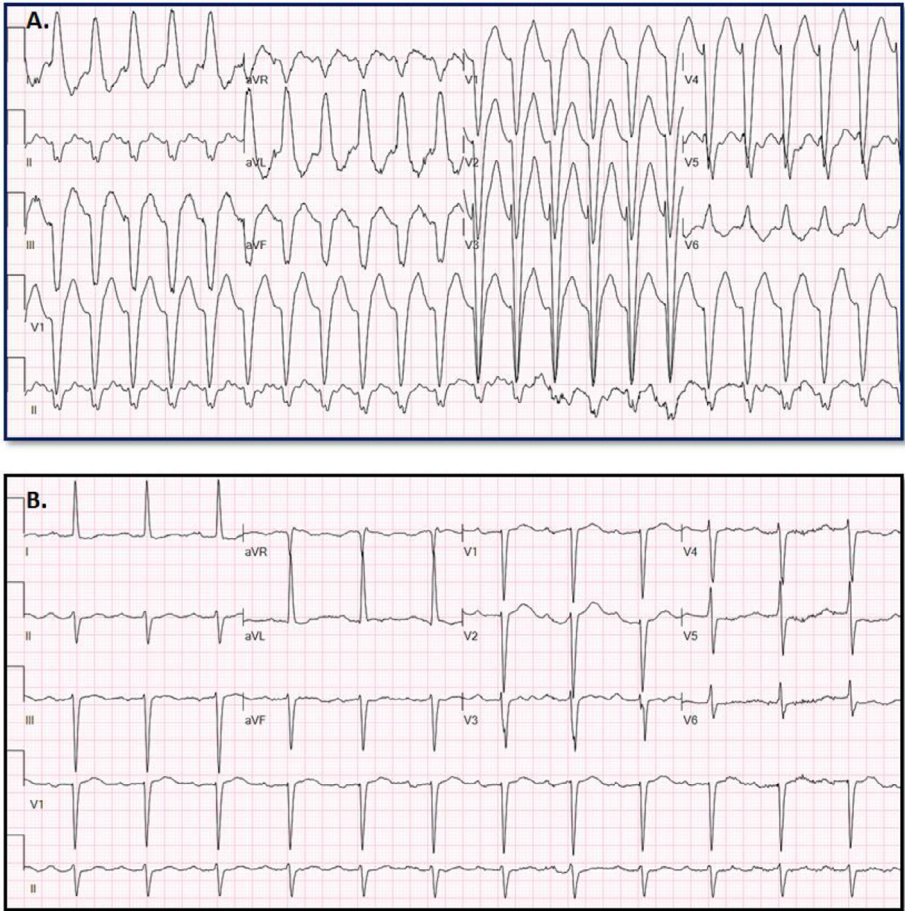 A.
I aVR V1 V4
II aVL V2 V5
III aVF V3 V6
V1
II
B.
I aVR V1 V4
II aVL V2 V5
III aVF V3 V6
V1
II